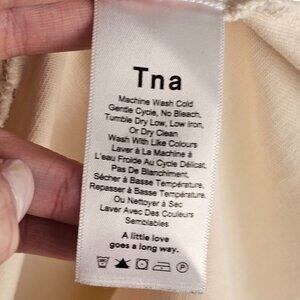 Tna
Machine Wash Cold
Gentle Cycle, No Bleach,
Tumble Dry Low, Low Iron,
Or Dry Clean
Wash With Like Colours
Laver À La Machine à
L'eau Froide Au Cycle Délicat,
Pas De Blanchiment,
Sécher à Basse Température,
Repasser à Basse Température,
Ou Nettoyer à Sec
Laver Avec Des Couleurs
Semblables
A little love
goes a long way.